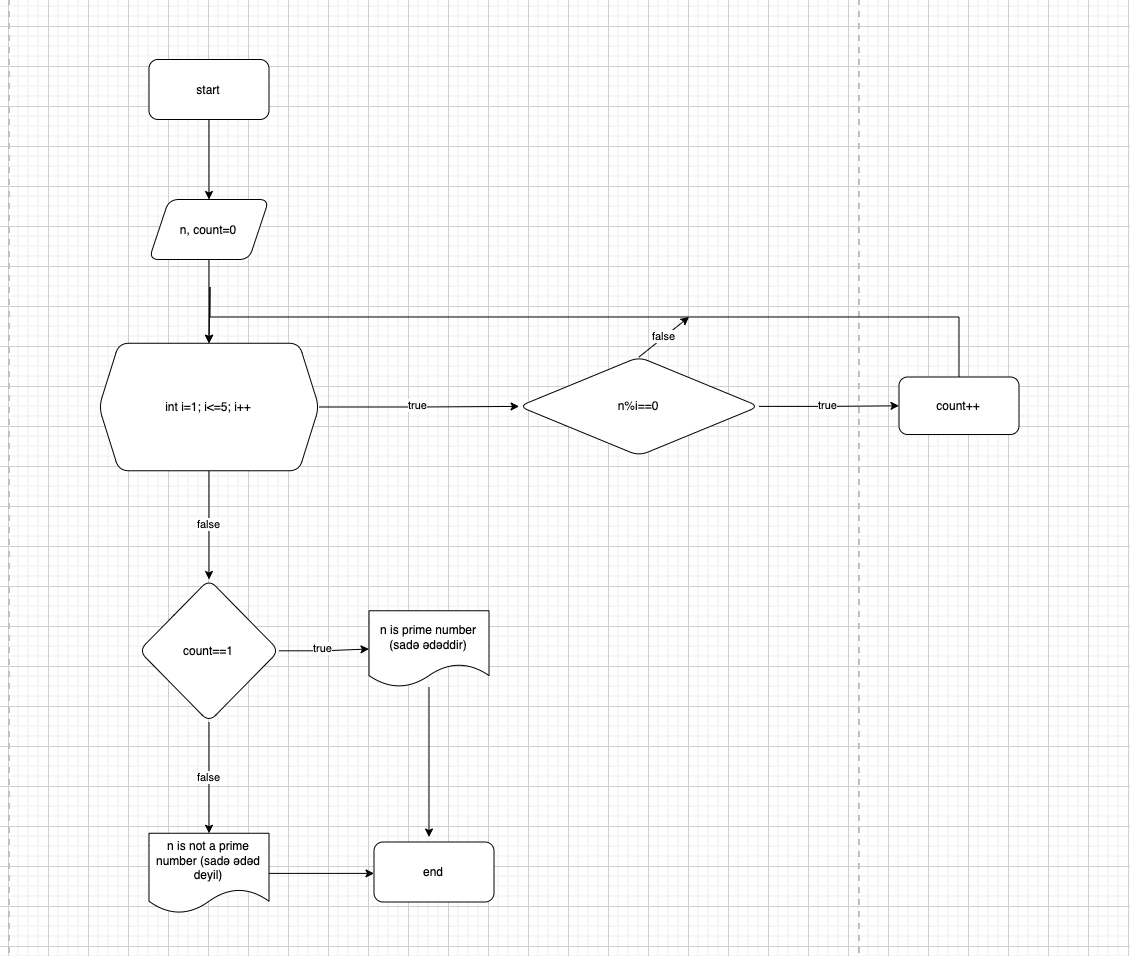 start
n, count=0
false
int i=1; i<=5; i++
true
n%i==0
true
count++
false
count==1
true
n is prime number
(sadə ədəddir)
false
n is not a prime
number (sadə ədəd
deyil)
end